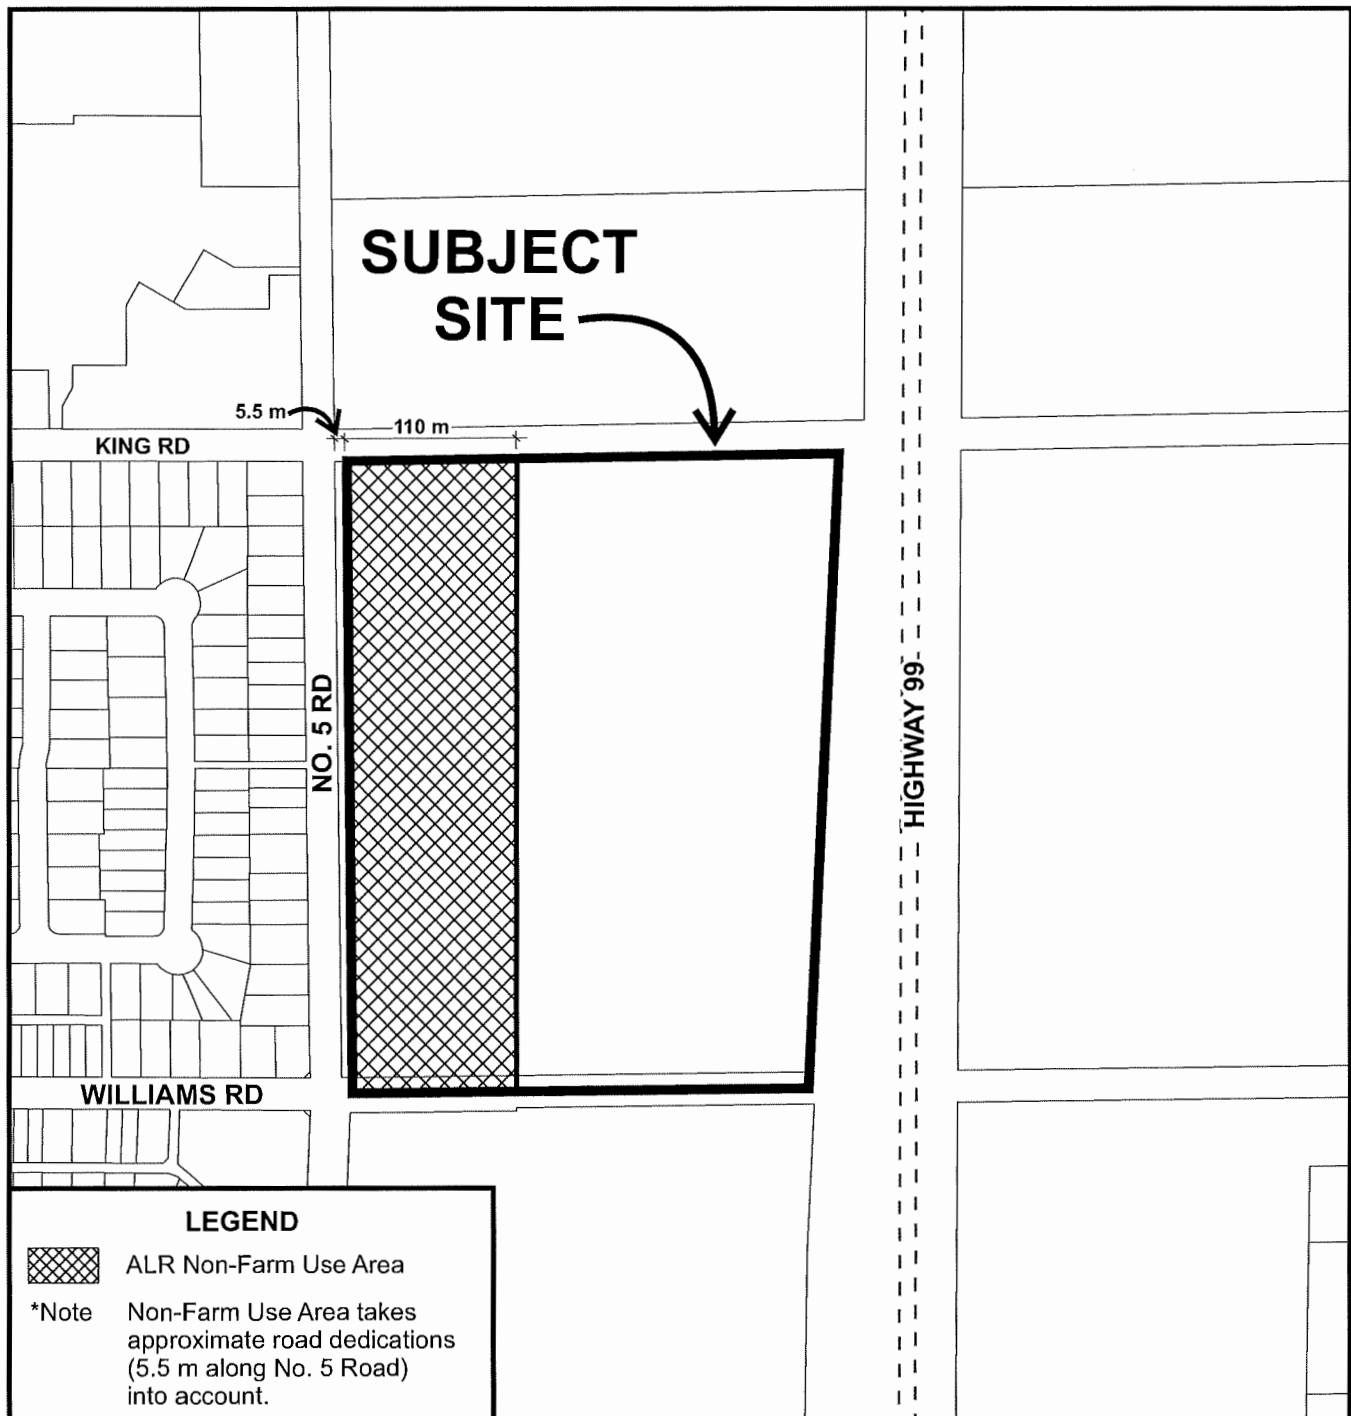 SUBJECT
SITE
5.5 m
110 m
KING RD
NO. 5 RD
HIGHWAY 99
WILLIAMS RD
LEGEND
ALR Non-Farm Use Area
*Note Non-Farm Use Area takes
approximate road dedications
(5.5 m along No. 5 Road)
into account.